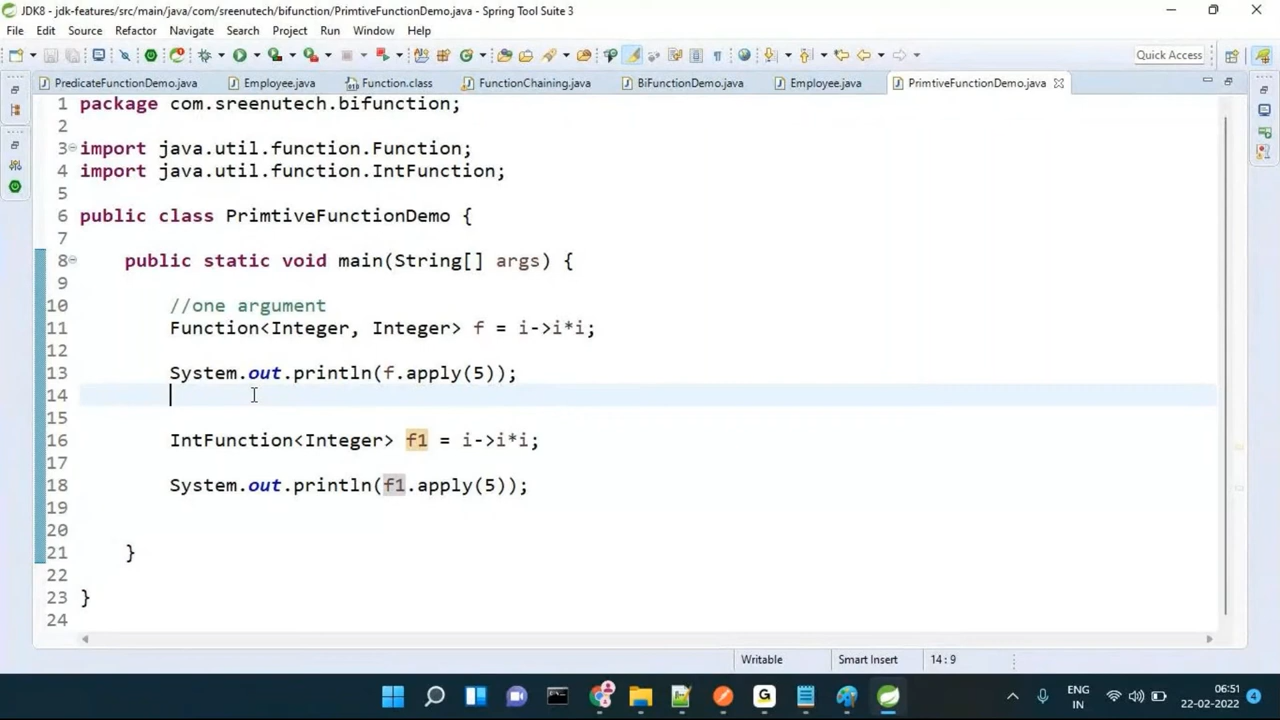 JDK8 - jdk-features/src/main/java/com/sreenutech/bifunction/PrimtiveFunctionDemo.java - Spring Tool Suite 3
File Edit Source Refactor Navigate Search Project Run Window Help
Quick Access
PredicateFunctionDemo.java Employee.java Function.class FunctionChaining.java BiFunctionDemo.java Employee.java PrimtiveFunctionDemo.java
1 package com.sreenutech.bifunction;
2
3 import java.util.function.Function;
4 import java.util.function.IntFunction;
5
6 public class PrimtiveFunctionDemo {
7
8 public static void main(String[] args) {
9
10 //one argument
11 Function<Integer, Integer> f = i->i*i;
12
13 System.out.println(f.apply(5));
14
15
16 IntFunction<Integer> f1 = i->i*i;
17
18 System.out.println(f1.apply(5));
19
20
21 }
22
23 }
24
Writable Smart Insert 14 : 9
G
ENG
IN
06:51
22-02-2022
4